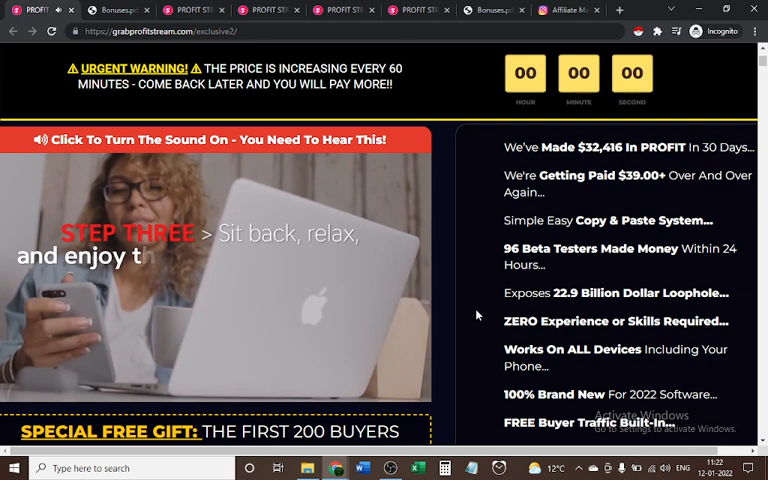 PROFIT
Bonuses.pd
PROFIT ST
PROFIT ST
PROFIT ST
PROFIT ST
Bonuses.pd
Affiliate Ma
https://grabprofitstream.com/exclusive2/
Incognito
⚠ URGENT WARNING! ⚠ THE PRICE IS INCREASING EVERY 60
MINUTES - COME BACK LATER AND YOU WILL PAY MORE!!
00 00 00
HOUR MINUTE SECOND
Click To Turn The Sound On - You Need To Hear This!
STEP THREE > Sit back, relax,
and enjoy th
SPECIAL FREE GIFT: THE FIRST 200 BUYERS
We've Made $32,416 In PROFIT In 30 Days...
We're Getting Paid $39.00+ Over And Over
Again...
Simple Easy Copy & Paste System...
96 Beta Testers Made Money Within 24
Hours...
Exposes 22.9 Billion Dollar Loophole...
ZERO Experience or Skills Required...
Works On ALL Devices Including Your
Phone...
100% Brand New For 2022 Software...
FREE Buyer Traffic Built-In...
Activate Windows
Go to Settings to activate Windows.
Type here to search
12°C
ENG
11:22
12-01-2022